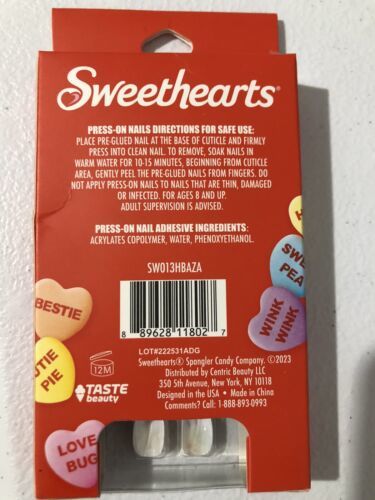 Sweethearts®
PRESS-ON NAILS DIRECTIONS FOR SAFE USE:
PLACE PRE-GLUED NAIL AT THE BASE OF CUTICLE AND FIRMLY
PRESS INTO CLEAN NAIL. TO REMOVE, SOAK NAILS IN
WARM WATER FOR 10-15 MINUTES, BEGINNING FROM CUTICLE
AREA, GENTLY PEEL THE PRE-GLUED NAILS FROM FINGERS. DO
NOT APPLY PRESS-ON NAILS TO NAILS THAT ARE THIN, DAMAGED
OR INFECTED. FOR AGES 8 AND UP.
ADULT SUPERVISION IS ADVISED.
PRESS-ON NAIL ADHESIVE INGREDIENTS:
ACRYLATES COPOLYMER, WATER, PHENOXYETHANOL.
SW013HBAZA
8 89628 11802 7
LOT#222531ADG
Sweethearts® Spangler Candy Company. ©2023
Distributed by Centric Beauty LLC
350 5th Avenue, New York, NY 10118
Designed in the USA • Made in China
Comments? Call: 1-888-893-0993
12M
TASTE
beauty
BESTIE
TIE
PIE
LOVE
BUG
SW
PEA
WINK
WINK